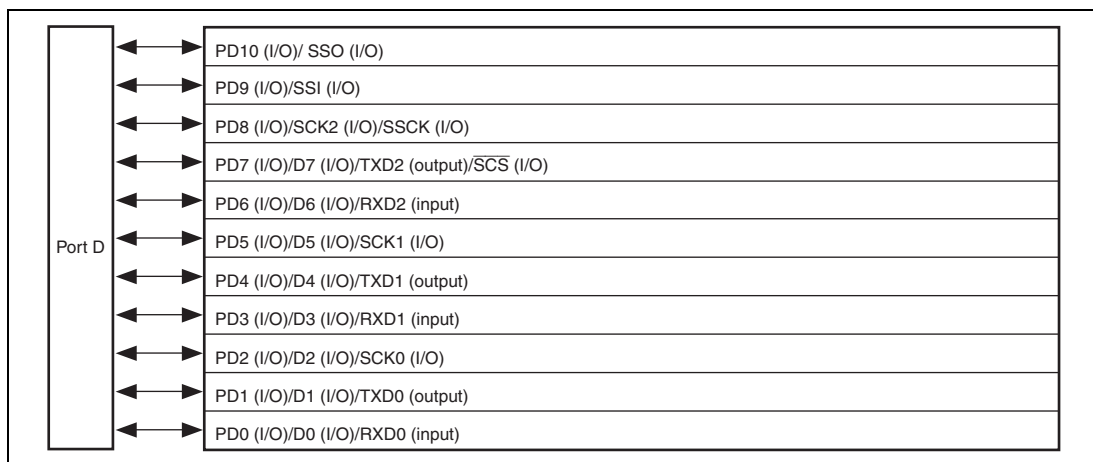 PD10 (I/O)/ SSO (I/O)
PD9 (I/O)/SSI (I/O)
PD8 (I/O)/SCK2 (I/O)/SSCK (I/O)
PD7 (I/O)/D7 (I/O)/TXD2 (output)/S̅C̅S̅ (I/O)
PD6 (I/O)/D6 (I/O)/RXD2 (input)
Port D
PD5 (I/O)/D5 (I/O)/SCK1 (I/O)
PD4 (I/O)/D4 (I/O)/TXD1 (output)
PD3 (I/O)/D3 (I/O)/RXD1 (input)
PD2 (I/O)/D2 (I/O)/SCK0 (I/O)
PD1 (I/O)/D1 (I/O)/TXD0 (output)
PD0 (I/O)/D0 (I/O)/RXD0 (input)